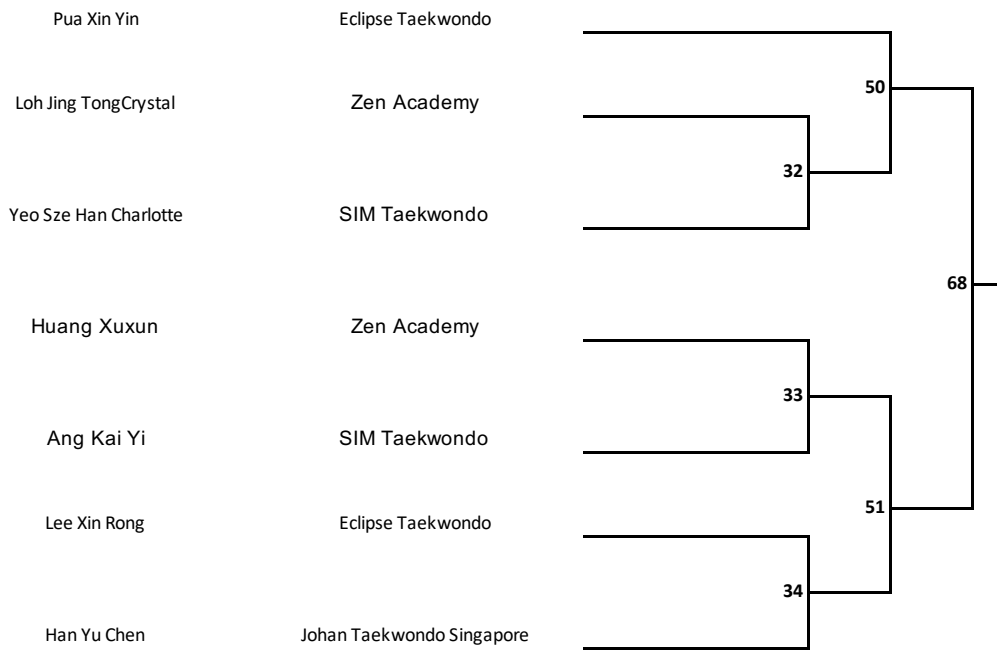 Pua Xin Yin Eclipse Taekwondo
50
Loh Jing TongCrystal Zen Academy
32
Yeo Sze Han Charlotte SIM Taekwondo
68
Huang Xuxun Zen Academy
33
Ang Kai Yi SIM Taekwondo
51
Lee Xin Rong Eclipse Taekwondo
34
Han Yu Chen Johan Taekwondo Singapore